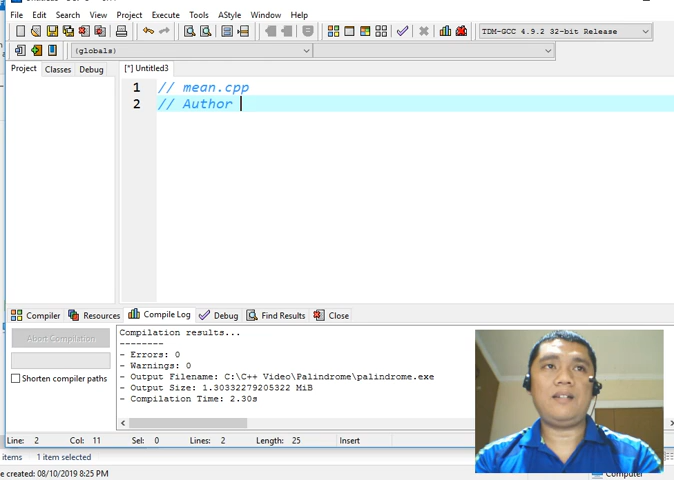 File Edit Search View Project Execute Tools AStyle Window Help
TDM-GCC 4.9.2 32-bit Release
(globals)
Project Classes Debug
[*] Untitled3
1 // mean.cpp
2 // Author
Compiler Resources Compile Log Debug Find Results Close
Abort Compilation
Shorten compiler paths
Compilation results...
--------
- Errors: 0
- Warnings: 0
- Output Filename: C:\C++ Video\Palindrome\palindrome.exe
- Output Size: 1.30332279205322 MiB
- Compilation Time: 2.30s
Line: 2 Col: 11 Sel: 0 Lines: 2 Length: 25 Insert
items 1 item selected
e created: 08/10/2019 8:25 PM
Computer